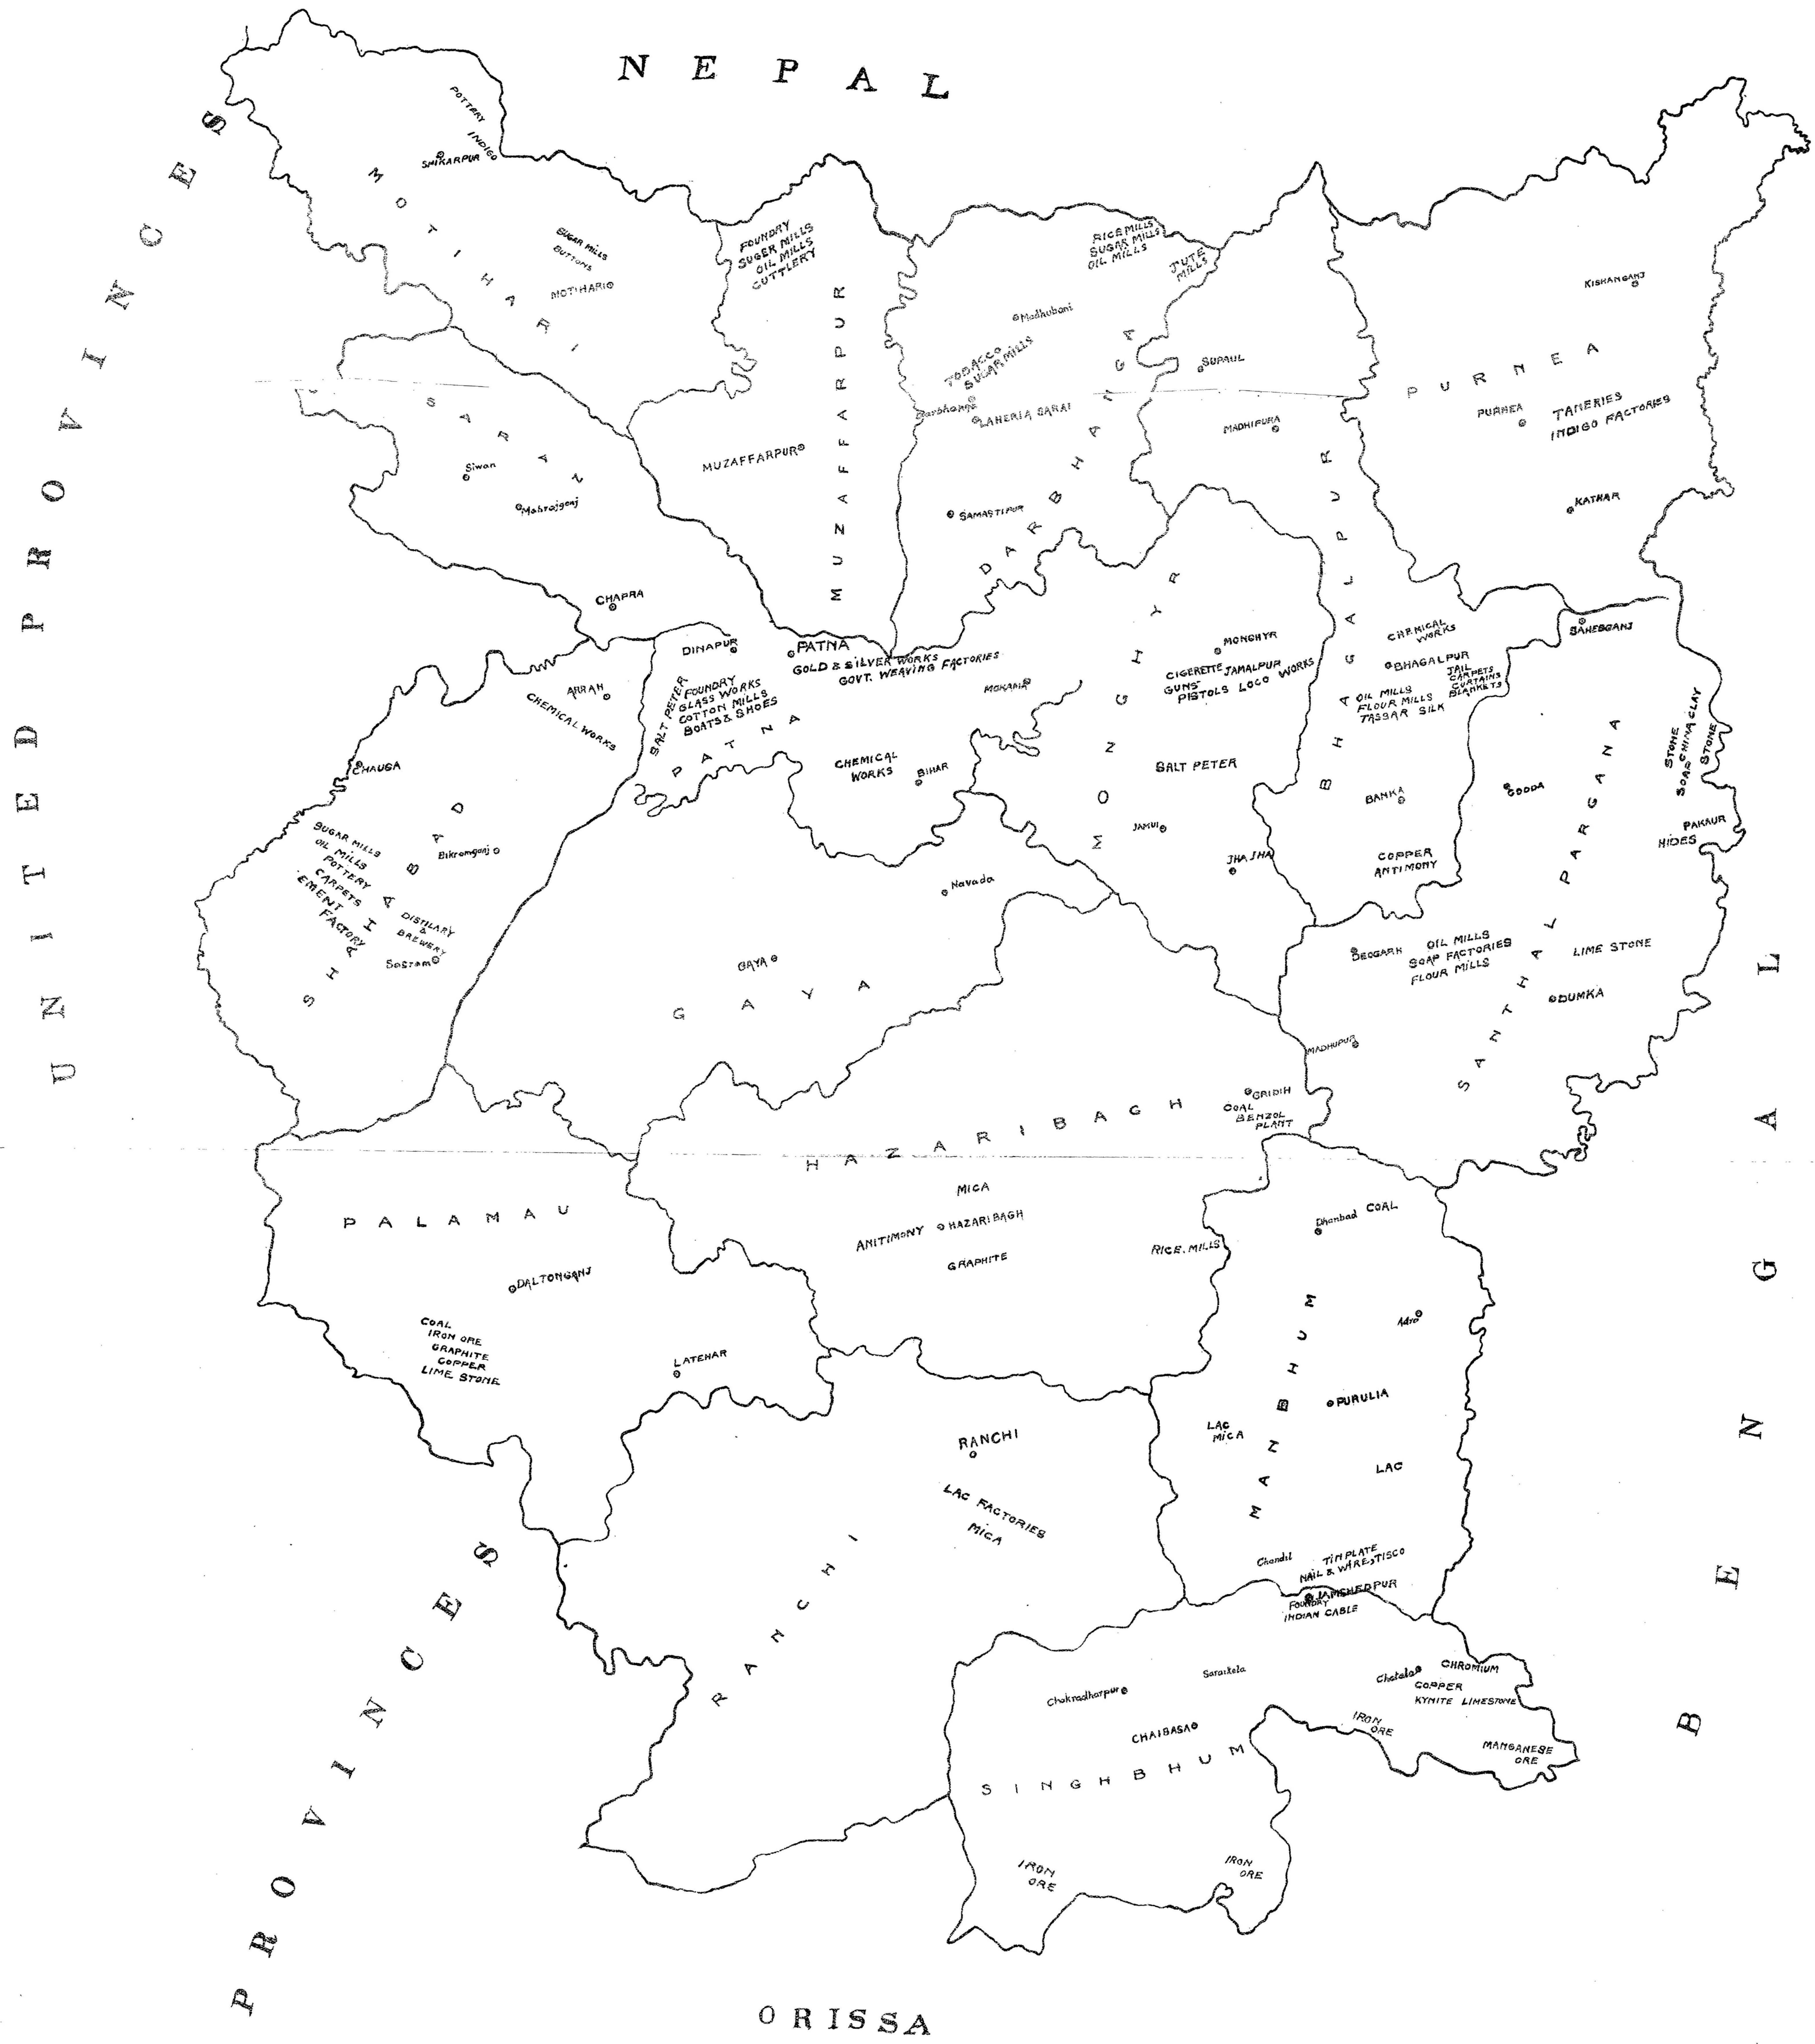 NEPAL
UNITED PROVINCES
PROVINCES
ORISSA
BENGAL
MOTIHARI
POTTARY
INDIGO
SHIKARPUR
SUGAR MILLS
BUTTONS
MOTIHARI
SARAN
Siwan
Mahrajganj
CHAPRA
MUZAFFARPUR
FOUNDRY
SUGER MILLS
OIL MILLS
CUTTLERY
MUZAFFARPUR
DARBHANGA
RICE MILLS
SUGAR MILLS
OIL MILLS
JUTE
MILLS
Madhubani
TOBACCO
SUGAR MILLS
Darbhanga
LAHERIA SARAI
SAMASTIPUR
BHAGALPUR
SUPAUL
MADHIPURA
CHEMICAL
WORKS
BHAGALPUR
JAIL
CARPETS
CURTAINS
BLANKETS
OIL MILLS
FLOUR MILLS
TASSAR SILK
BANKA
COPPER
ANTIMONY
PURNEA
KISHANGANJ
PURNEA
TANERIES
INDIGO FACTORIES
KATHAR
SHAHABAD
ARRAH
CHEMICAL WORKS
CHAUGA
SUGAR MILLS
OIL MILLS
POTTERY
CARPETS
EMENT
FACTORY
Bikromganj
DISTILARY
&
BREWERY
Sasram
PATNA
DINAPUR
PATNA
GOLD & SILVER WORKS
GOVT. WEAVING FACTORIES
SALT PETER
FOUNDRY
GLASS WORKS
COTTON MILLS
BOATS & SHOES
MOKAMA
CHEMICAL
WORKS
BIHAR
MONGHYR
MONGHYR
CIGERETTE JAMALPUR
GUNS
PISTOLS LOCO WORKS
SALT PETER
JAMUI
JHAJHA
GAYA
Navada
GAYA
SANTHAL PARGANA
SAHEBGANJ
STONE
CHINA CLAY
SOAP STONE
GODDA
PAKAUR
HIDES
DEOGARH
OIL MILLS
SOAP FACTORIES
FLOUR MILLS
LIME STONE
DUMKA
MADHUPUR
HAZARIBAGH
GRIDIH
COAL
BENZOL
PLANT
MICA
ANITIMONY
HAZARIBAGH
GRAPHITE
RICE.MILLS
PALAMAU
DALTONGANJ
COAL
IRON ORE
GRAPHITE
COPPER
LIME STONE
LATEHAR
MANBHUM
Dhanbad COAL
Adra
PURULIA
LAC
MICA
LAC
Chandil
TINPLATE
NAIL & WIRE, TISCO
RANCHI
RANCHI
LAC FACTORIES
MICA
SINGHBHUM
JAMSHEDPUR
FOUNDRY
INDIAN CABLE
Saraikela
Chakradharpur
CHAIBASA
Chatala
CHROMIUM
COPPER
KYNITE LIMESTONE
IRON
ORE
MANGANESE
ORE
IRON
ORE
IRON
ORE